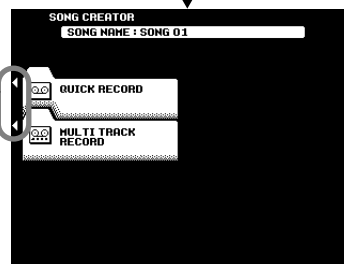 SONG CREATOR
SONG NAME : SONG 01
QUICK RECORD
MULTI TRACK
RECORD